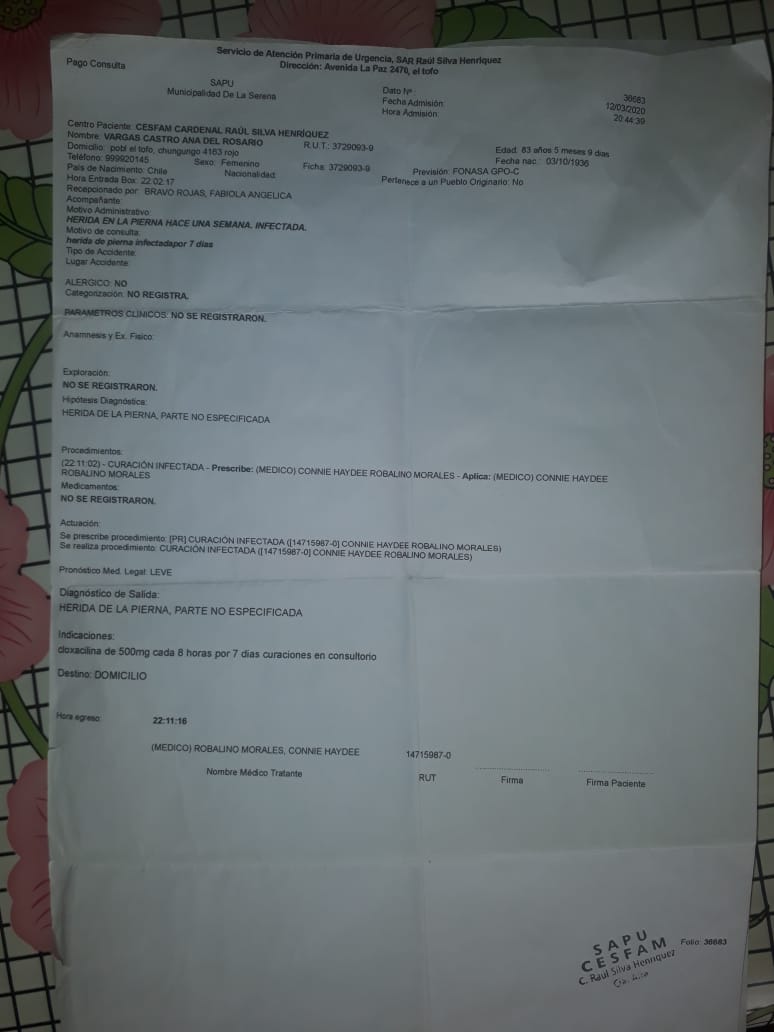 Servicio de Atención Primaria de Urgencia, SAR Raúl Silva Henriquez
Dirección: Avenida La Paz 2470, el tofo
Pago Consulta
SAPU
Municipalidad De La Serena
Dato Nº: 36683
Fecha Admisión: 12/03/2020
Hora Admisión: 20:44:39
Centro Paciente: CESFAM CARDENAL RAÚL SILVA HENRÍQUEZ
Nombre: VARGAS CASTRO ANA DEL ROSARIO R.U.T.: 3729093-9 Edad: 83 años 5 meses 9 dias
Domicilio: pobl el tofo, chungungo 4163 rojo Fecha nac.: 03/10/1936
Teléfono: 999920145 Sexo: Femenino Ficha: 3729093-9 Previsión: FONASA GPO-C
País de Nacimiento: Chile Nacionalidad: Pertenece a un Pueblo Originario: No
Hora Entrada Box: 22:02:17
Recepcionado por: BRAVO ROJAS, FABIOLA ANGELICA
Acompañante:
Motivo Administrativo:
HERIDA EN LA PIERNA HACE UNA SEMANA. INFECTADA.
Motivo de consulta:
herida de pierna infectadapor 7 dias
Tipo de Accidente:
Lugar Accidente:
ALERGICO: NO
Categorización: NO REGISTRA.
PARAMETROS CLINICOS: NO SE REGISTRARON.
Anamnesis y Ex. Fisico:
Exploración:
NO SE REGISTRARON.
Hipótesis Diagnóstica:
HERIDA DE LA PIERNA, PARTE NO ESPECIFICADA
Procedimientos:
(22:11:02) - CURACIÓN INFECTADA - Prescribe: (MEDICO) CONNIE HAYDEE ROBALINO MORALES - Aplica: (MEDICO) CONNIE HAYDEE
ROBALINO MORALES
Medicamentos:
NO SE REGISTRARON.
Actuación:
Se prescribe procedimiento: [PR] CURACIÓN INFECTADA ([14715987-0] CONNIE HAYDEE ROBALINO MORALES)
Se realiza procedimiento: CURACIÓN INFECTADA ([14715987-0] CONNIE HAYDEE ROBALINO MORALES)
Pronóstico Med. Legal: LEVE
Diagnóstico de Salida:
HERIDA DE LA PIERNA, PARTE NO ESPECIFICADA
Indicaciones:
cloxacilina de 500mg cada 8 horas por 7 dias curaciones en consultorio
Destino: DOMICILIO
Hora egreso: 22:11:16
(MEDICO) ROBALINO MORALES, CONNIE HAYDEE 14715987-0
Nombre Médico Tratante RUT Firma Firma Paciente
SAPU
CESFAM
C. Raúl Silva Henríquez
Folio: 36683